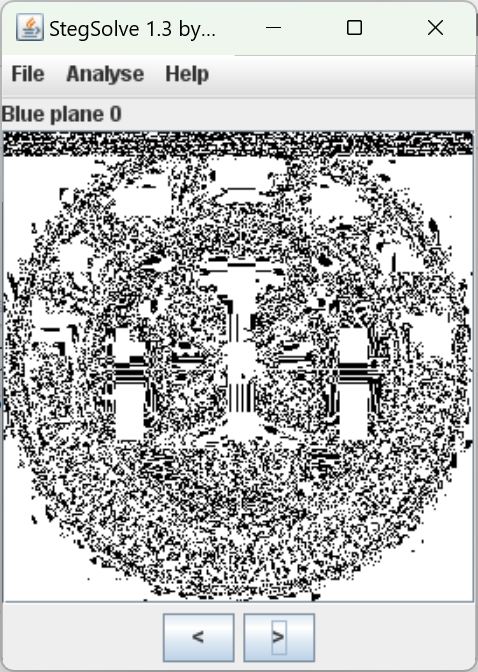 StegSolve 1.3 by...
File Analyse Help
Blue plane 0
< >